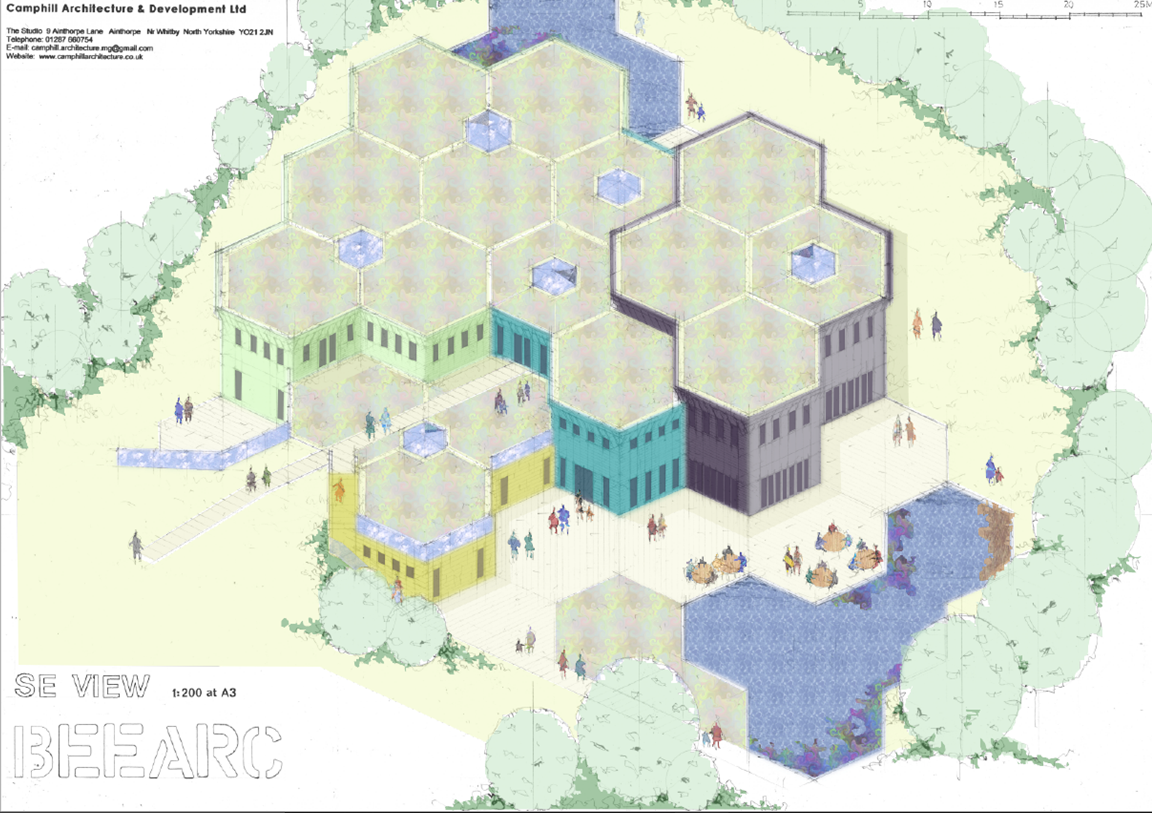 Camphill Architecture & Development Ltd
The Studio 9 Ainthorpe Lane Ainthorpe Nr Whitby North Yorkshire YO21 2JN
Telephone: 01287 660754
E-mail: camphill.architecture.mg@gmail.com
Website: www.camphillarchitecture.co.uk
0 5 10 15 20 25M
SE VIEW 1:200 at A3
BEEARC